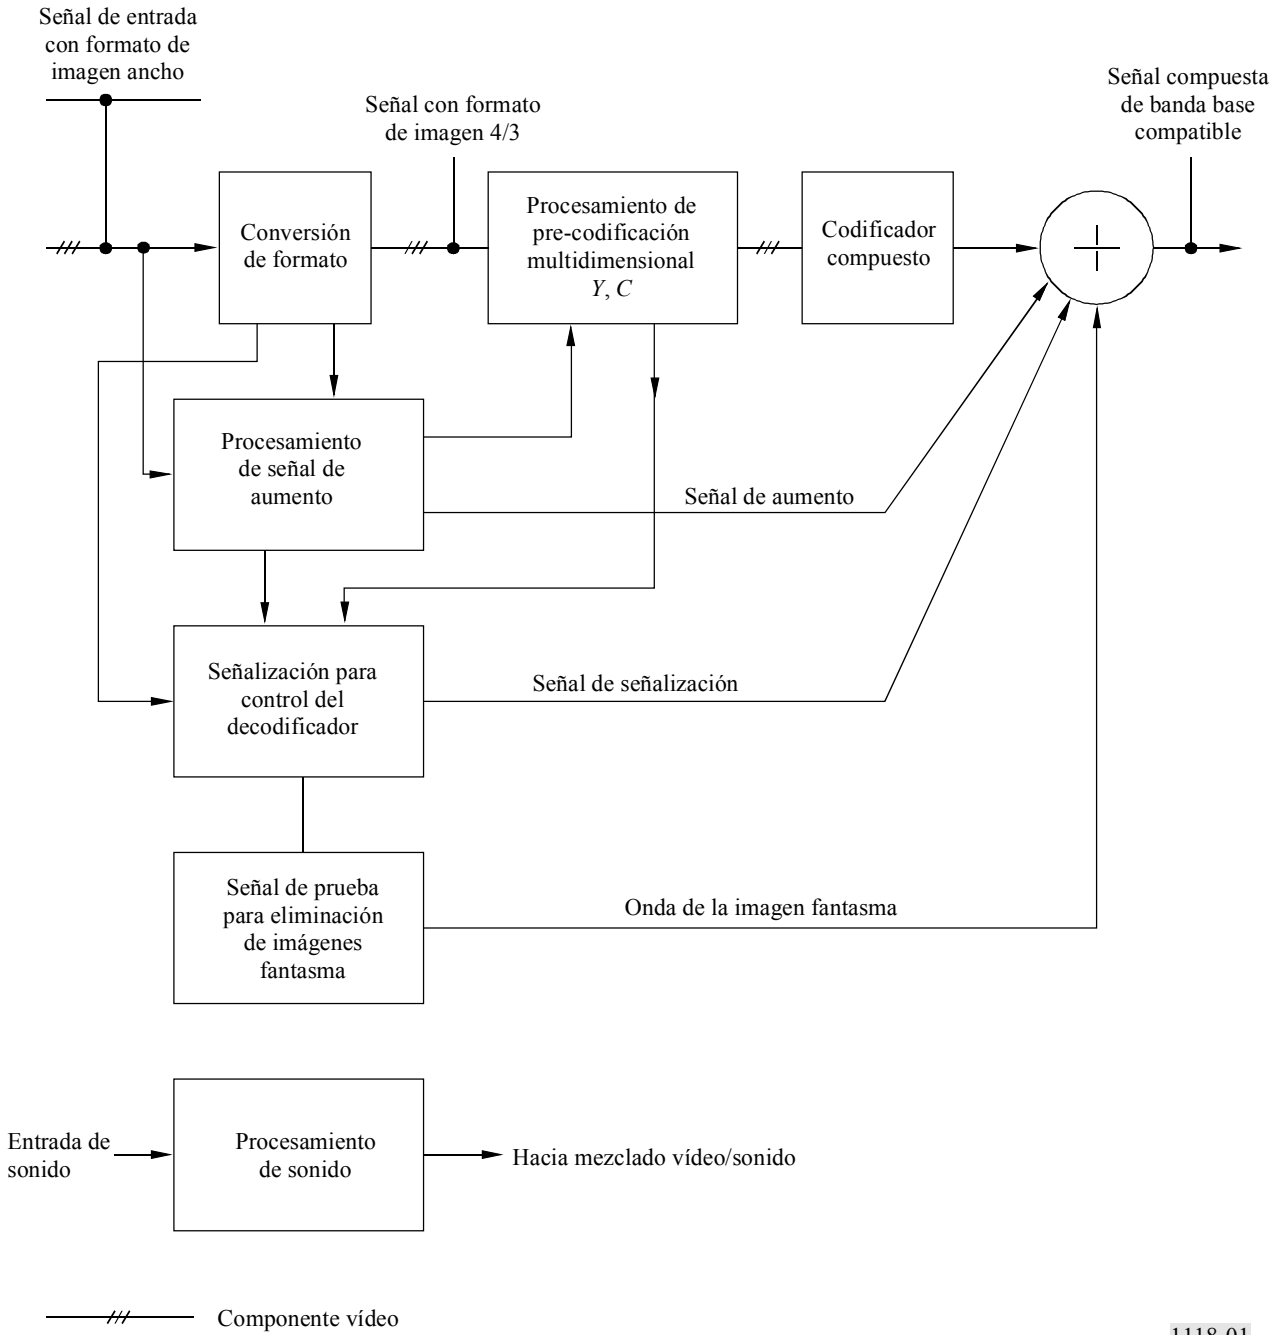 Señal de entrada
con formato de
imagen ancho
Señal con formato
de imagen 4/3
Señal compuesta
de banda base
compatible
Conversión
de formato
Procesamiento de
pre-codificación
multidimensional
Y, C
Codificador
compuesto
Procesamiento
de señal de
aumento
Señal de aumento
Señalización para
control del
decodificador
Señal de señalización
Señal de prueba
para eliminación
de imágenes
fantasma
Onda de la imagen fantasma
Entrada de
sonido
Procesamiento
de sonido
Hacia mezclado vídeo/sonido
Componente vídeo
1118-01